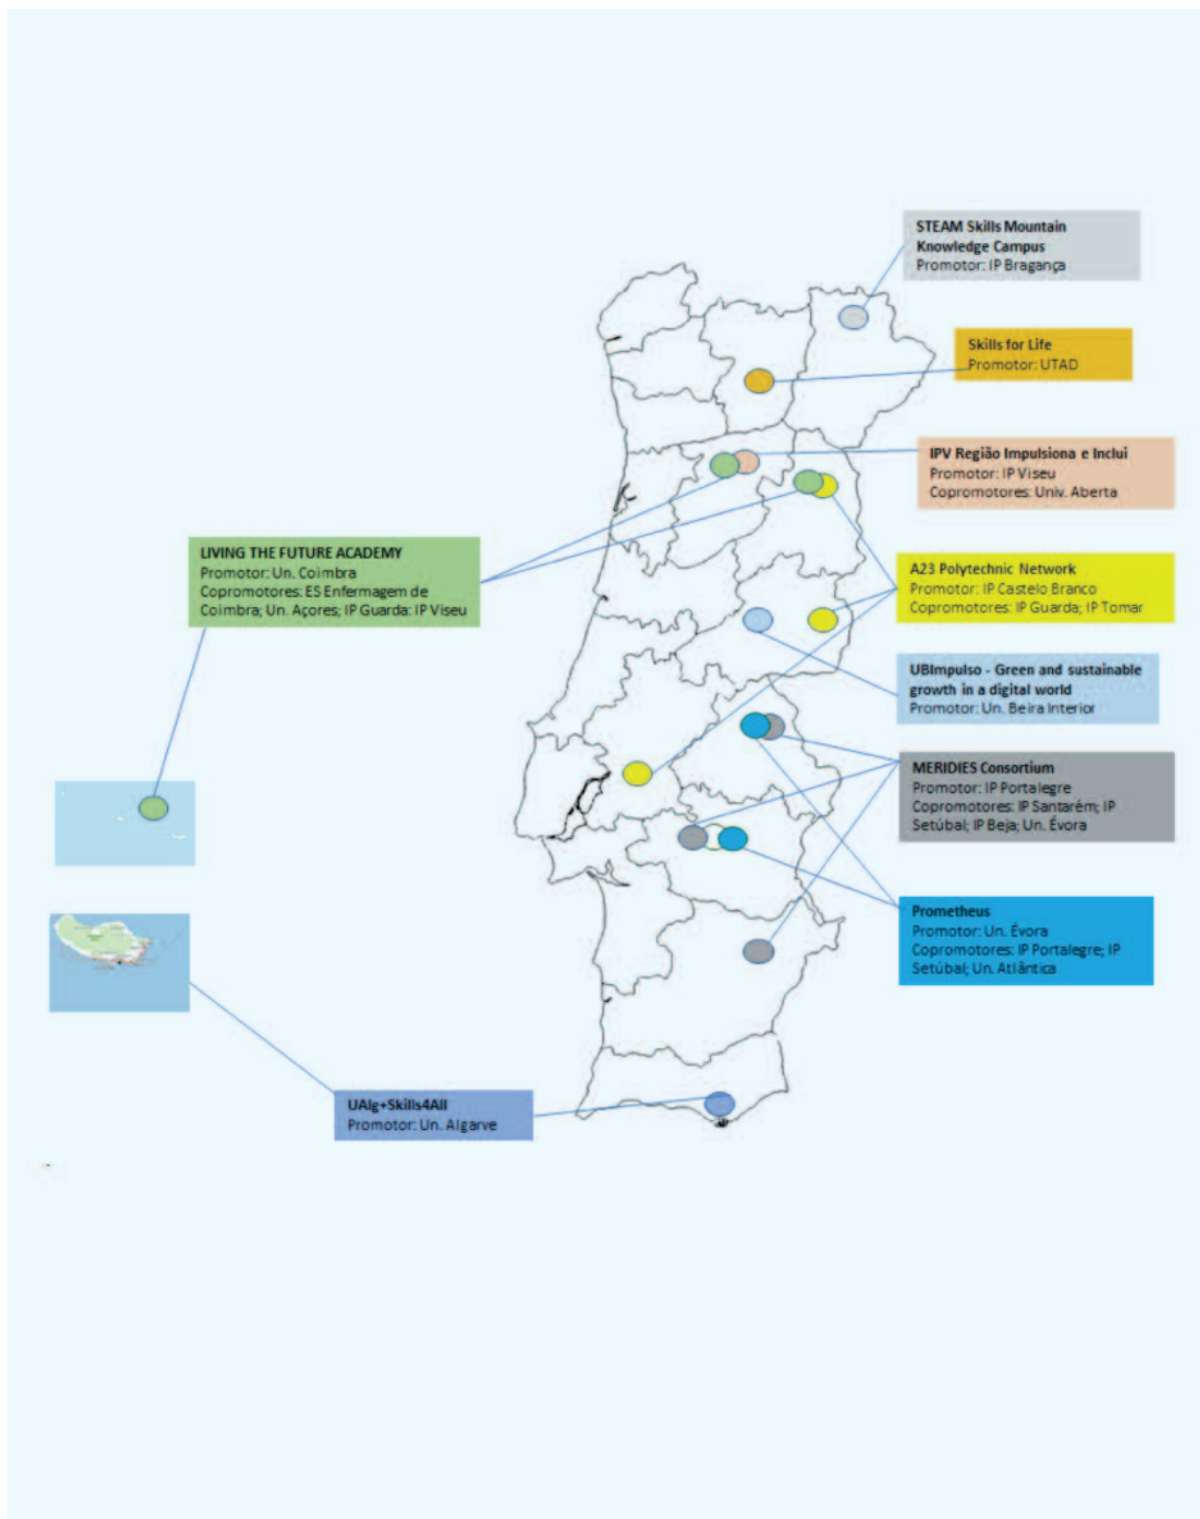 STEAM Skills Mountain
Knowledge Campus
Promotor: IP Bragança
Skills for Life
Promotor: UTAD
IPV Região Impulsiona e Inclui
Promotor: IP Viseu
Copromotores: Univ. Aberta
LIVING THE FUTURE ACADEMY
Promotor: Un. Coimbra
Copromotores: ES Enfermagem de
Coimbra; Un. Açores; IP Guarda: IP Viseu
A23 Polytechnic Network
Promotor: IP Castelo Branco
Copromotores: IP Guarda; IP Tomar
UBImpulso - Green and sustainable
growth in a digital world
Promotor: Un. Beira Interior
MERIDIES Consortium
Promotor: IP Portalegre
Copromotores: IP Santarém; IP
Setúbal; IP Beja; Un. Évora
Prometheus
Promotor: Un. Évora
Copromotores: IP Portalegre; IP
Setúbal; Un. Atlântica
UAlg+Skills4All
Promotor: Un. Algarve